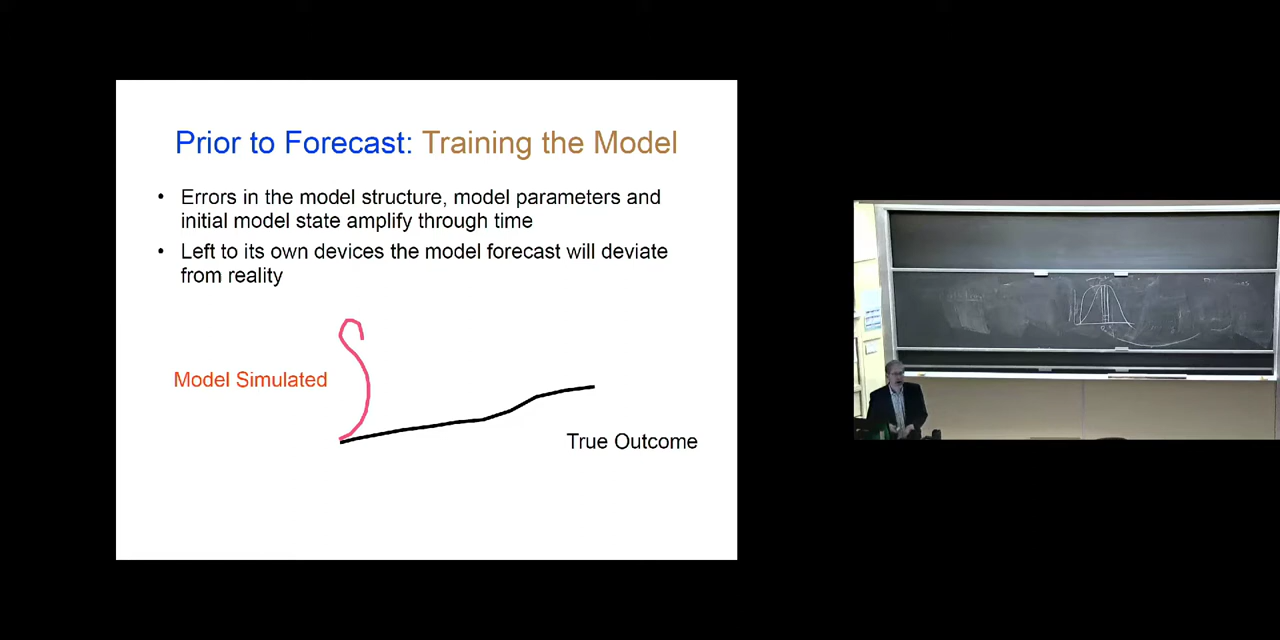 Prior to Forecast: Training the Model
• Errors in the model structure, model parameters and
initial model state amplify through time
• Left to its own devices the model forecast will deviate
from reality
Model Simulated
True Outcome